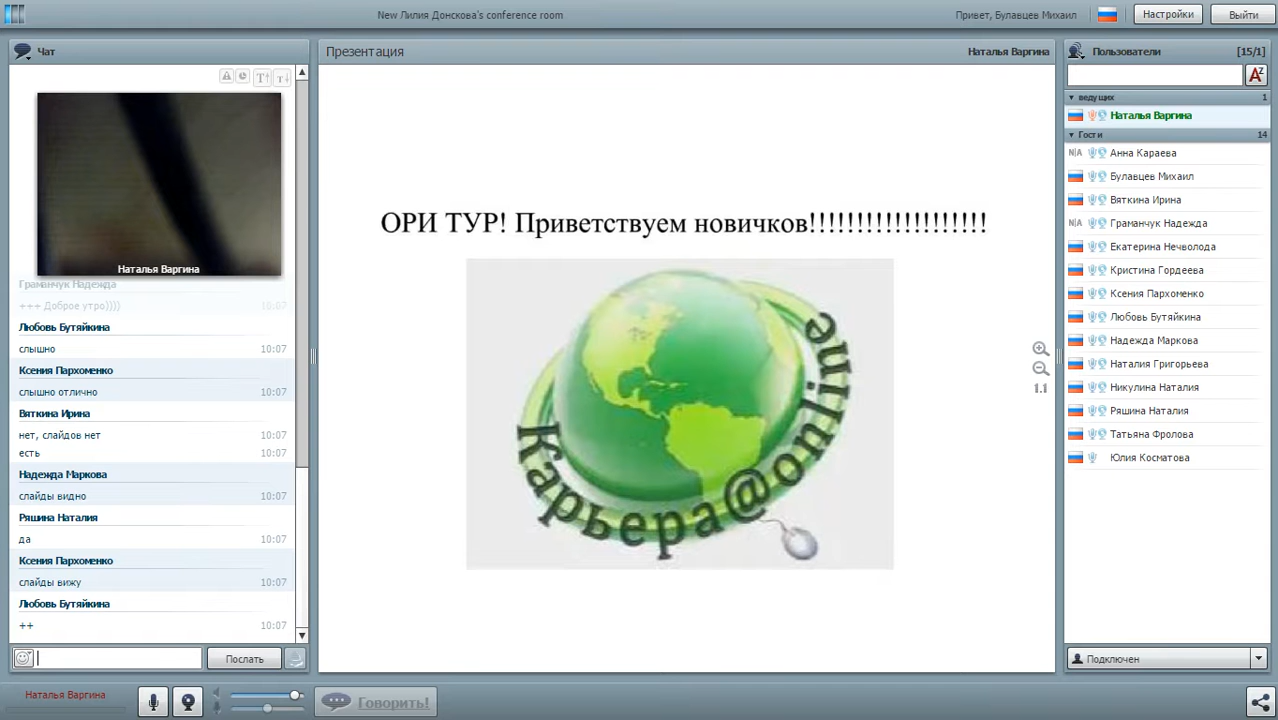 New Лилия Донскова's conference room
Привет, Булавцев Михаил
Настройки
Выйти
Чат
Наталья Варгина
Граманчук Надежда
+++ Доброе утро)))) 10:07
Любовь Бутяйкина
слышно 10:07
Ксения Пархоменко
слышно отлично 10:07
Вяткина Ирина
нет, слайдов нет 10:07
есть 10:07
Надежда Маркова
слайды видно 10:07
Ряшина Наталия
да 10:07
Ксения Пархоменко
слайды вижу 10:07
Любовь Бутяйкина
++ 10:07
Послать
Наталья Варгина
Говорить!
Презентация
Наталья Варгина
ОРИ ТУР! Приветствуем новичков!!!!!!!!!!!!!!!!!!!
Карьера@online
1.1
Пользователи [15/1]
ведущих 1
Наталья Варгина
Гости 14
N|A Анна Караева
Булавцев Михаил
Вяткина Ирина
N|A Граманчук Надежда
Екатерина Нечволода
Кристина Гордеева
Ксения Пархоменко
Любовь Бутяйкина
Надежда Маркова
Наталия Григорьева
Никулина Наталия
Ряшина Наталия
Татьяна Фролова
Юлия Косматова
Подключен